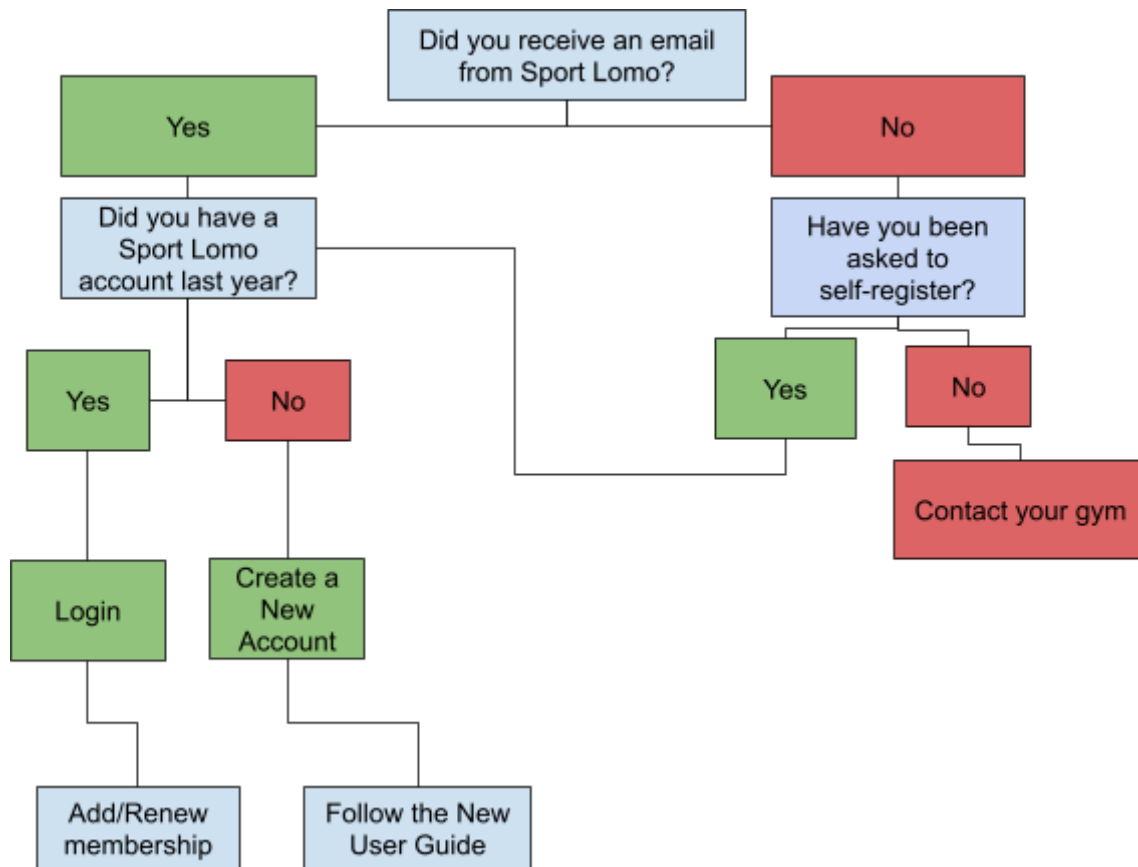 Did you receive an email
from Sport Lomo?
Yes
No
Did you have a
Sport Lomo
account last year?
Have you been
asked to
self-register?
Yes
No
Yes
No
Contact your gym
Login
Create a
New
Account
Add/Renew
membership
Follow the New
User Guide